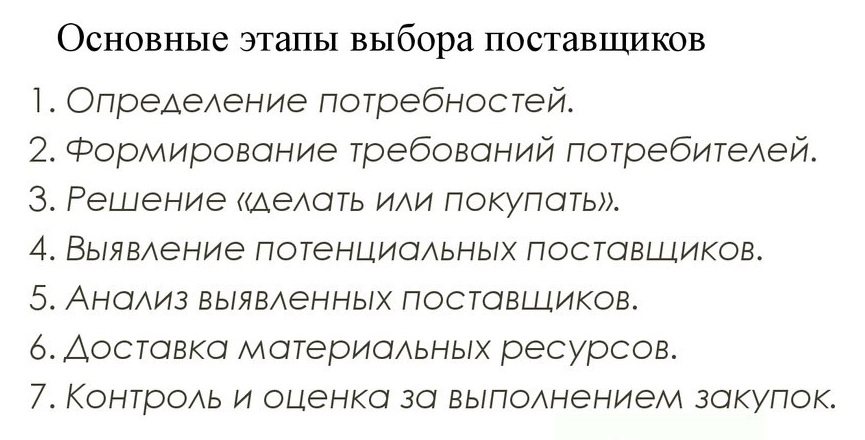 Основные этапы выбора поставщиков
1. Определение потребностей.
2. Формирование требований потребителей.
3. Решение «делать или покупать».
4. Выявление потенциальных поставщиков.
5. Анализ выявленных поставщиков.
6. Доставка материальных ресурсов.
7. Контроль и оценка за выполнением закупок.